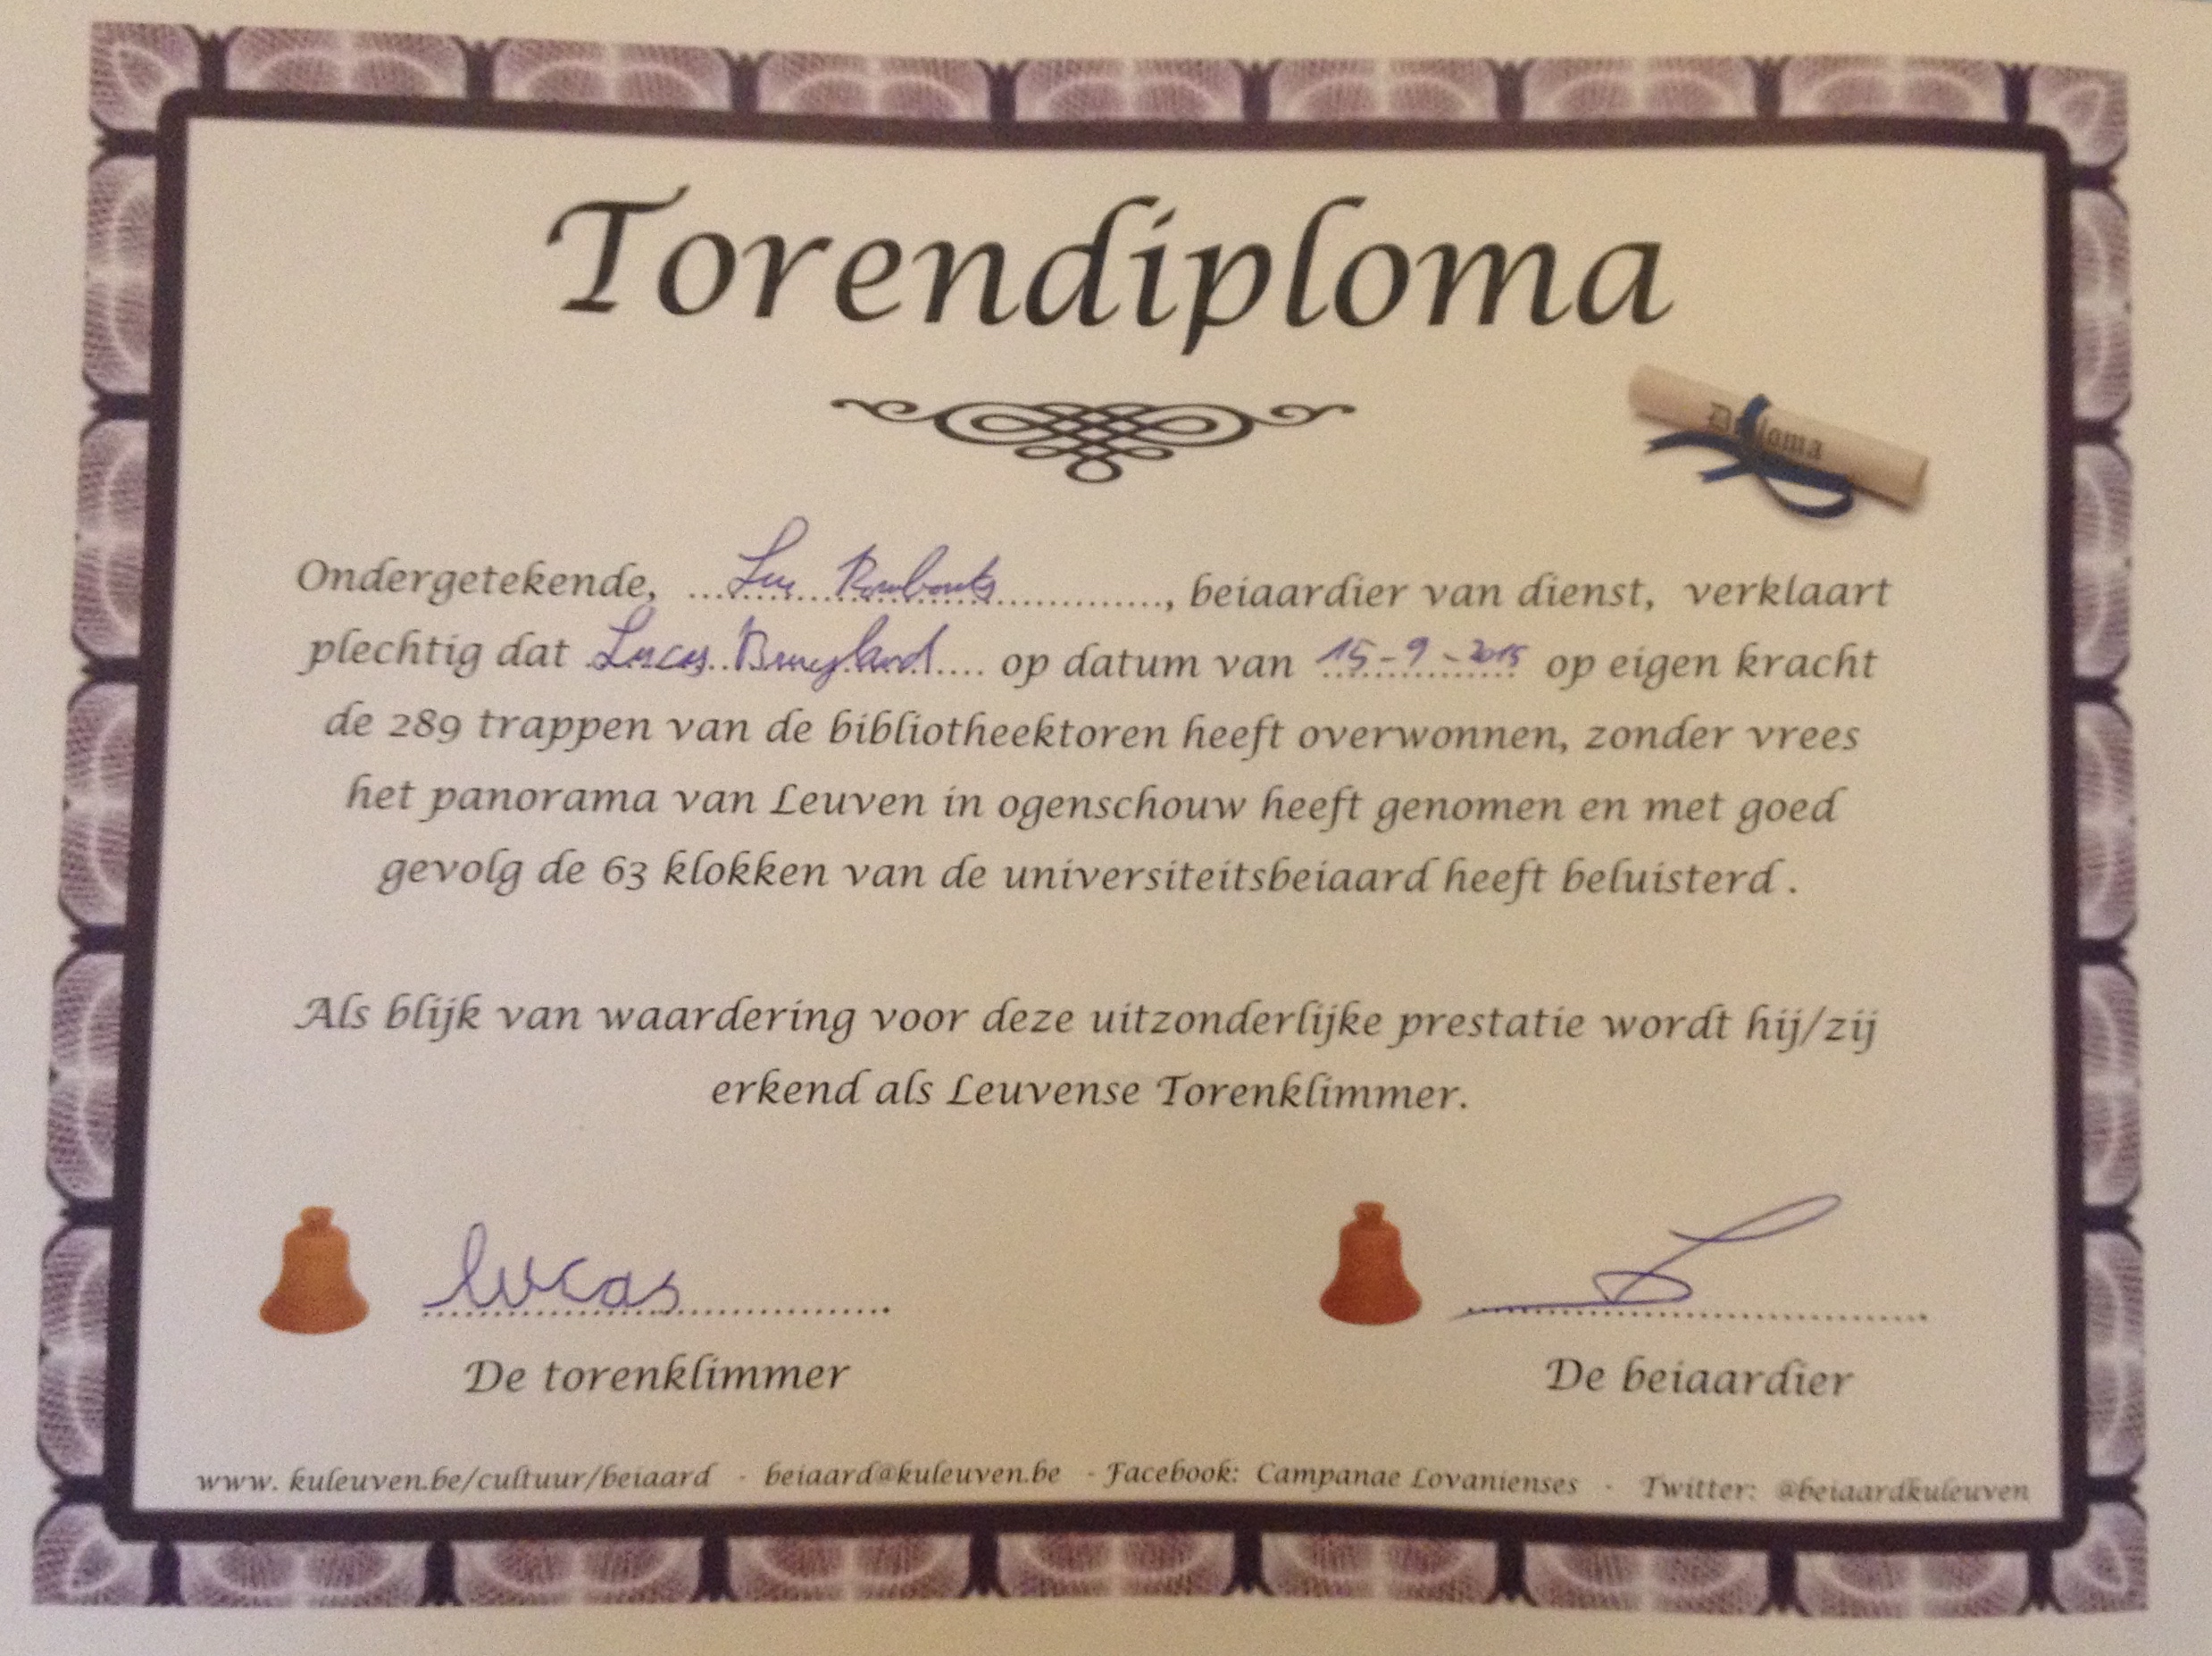 Torendiploma
Diploma
Ondergetekende, Luc Rombouts, beiaardier van dienst, verklaart
plechtig dat Lucas op datum van 15-9-2015 op eigen kracht
de 289 trappen van de bibliotheektoren heeft overwonnen, zonder vrees
het panorama van Leuven in ogenschouw heeft genomen en met goed
gevolg de 63 klokken van de universiteitsbeiaard heeft beluisterd .
Als blijk van waardering voor deze uitzonderlijke prestatie wordt hij/zij
erkend als Leuvense Torenklimmer.
lucas
De torenklimmer De beiaardier
www. kuleuven.be/cultuur/beiaard - beiaard@kuleuven.be - Facebook: Campanae Lovanienses - Twitter: @beiaardkuleuven